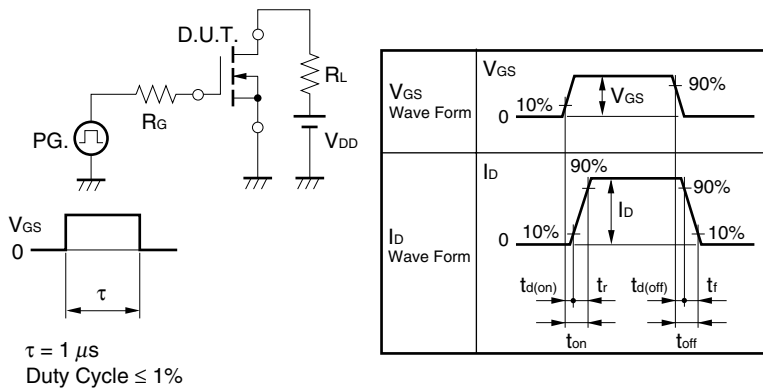 D.U.T.
RL
RG
PG.
VDD
VGS
0
τ
τ = 1 μs
Duty Cycle ≤ 1%
VGS
Wave Form
VGS
10%
0
VGS
90%
ID
Wave Form
ID
90%
90%
10%
0
ID
10%
td(on)
tr
td(off)
tf
ton
toff